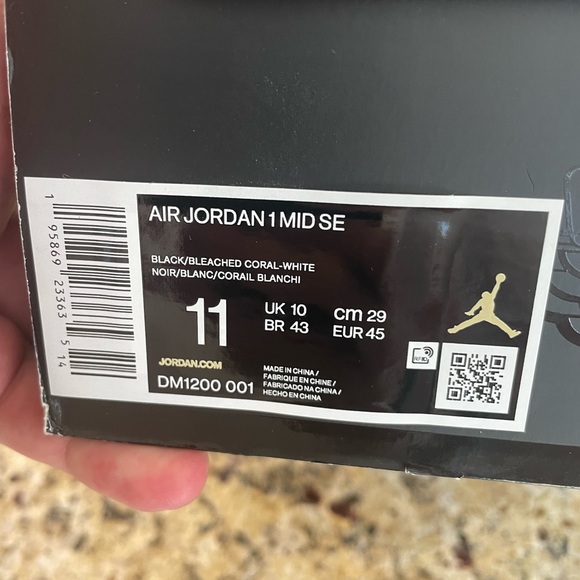 AIR JORDAN 1 MID SE
BLACK/BLEACHED CORAL-WHITE
NOIR/BLANC/CORAIL BLANCHI
11
UK 10
cm 29
BR 43
EUR 45
JORDAN.COM
DM1200 001
MADE IN CHINA /
FABRIQUE EN CHINE /
FABRICADO NA CHINA /
HECHO EN CHINA
RFID
1 95869 23363 5 14